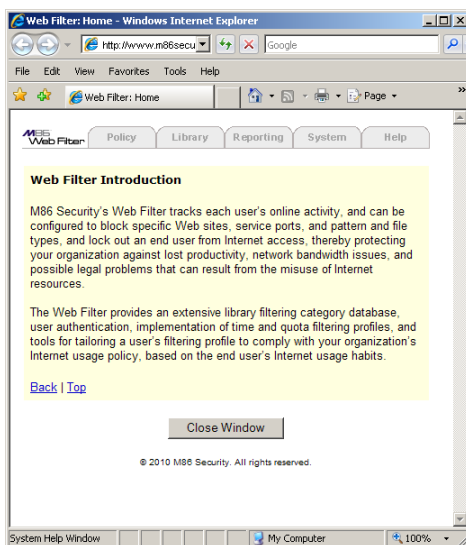 Web Filter: Home - Windows Internet Explorer
http://www.m86secu
Google
File Edit View Favorites Tools Help
Web Filter: Home
Page
»
M86
Web Filter
Policy Library Reporting System Help
Web Filter Introduction
M86 Security's Web Filter tracks each user's online activity, and can be
configured to block specific Web sites, service ports, and pattern and file
types, and lock out an end user from Internet access, thereby protecting
your organization against lost productivity, network bandwidth issues, and
possible legal problems that can result from the misuse of Internet
resources.
The Web Filter provides an extensive library filtering category database,
user authentication, implementation of time and quota filtering profiles, and
tools for tailoring a user's filtering profile to comply with your organization's
Internet usage policy, based on the end user's Internet usage habits.
Back | Top
Close Window
© 2010 M86 Security. All rights reserved.
System Help Window My Computer 100%